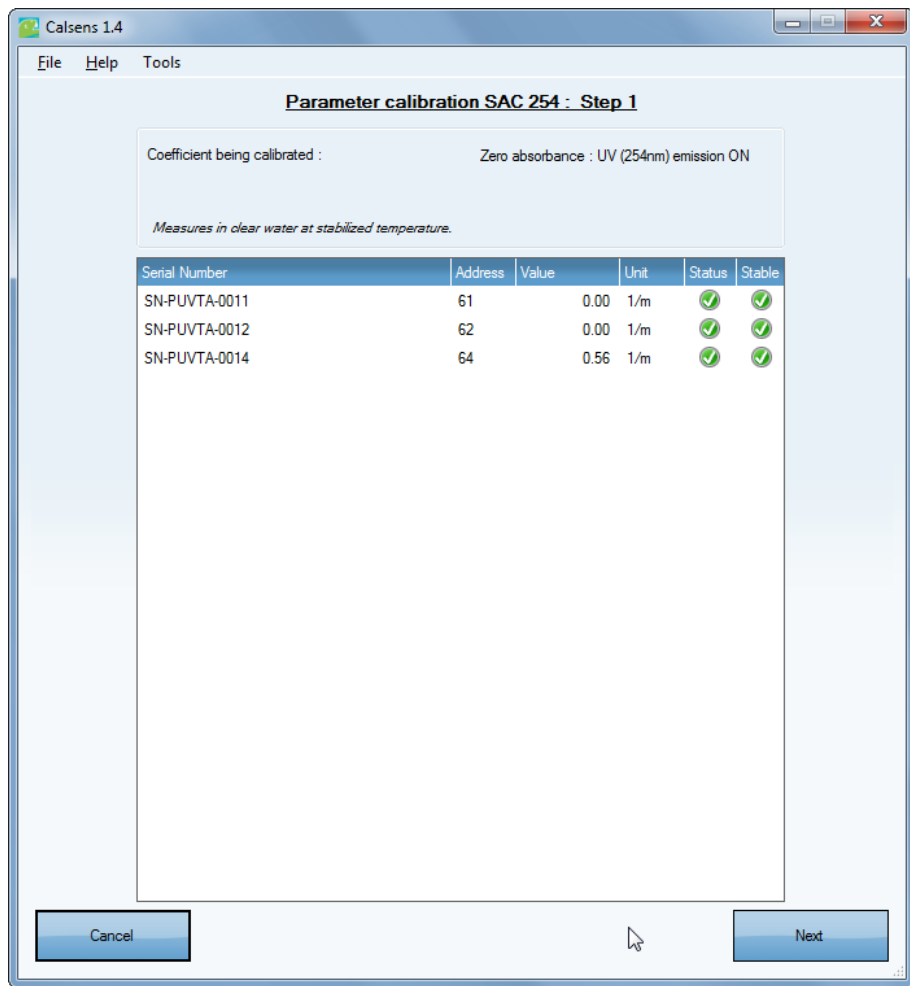 Calsens 1.4
File Help Tools
Parameter calibration SAC 254 : Step 1
Coefficient being calibrated : Zero absorbance : UV (254nm) emission ON
Measures in clear water at stabilized temperature.
Serial Number Address Value Unit Status Stable
SN-PUVTA-0011 61 0.00 1/m
SN-PUVTA-0012 62 0.00 1/m
SN-PUVTA-0014 64 0.56 1/m
Cancel Next